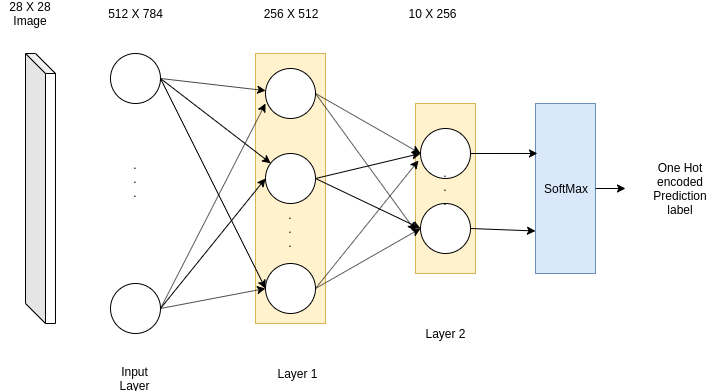 28 X 28
Image
512 X 784
256 X 512
10 X 256
SoftMax
One Hot
encoded
Prediction
label
Layer 2
Input
Layer
Layer 1